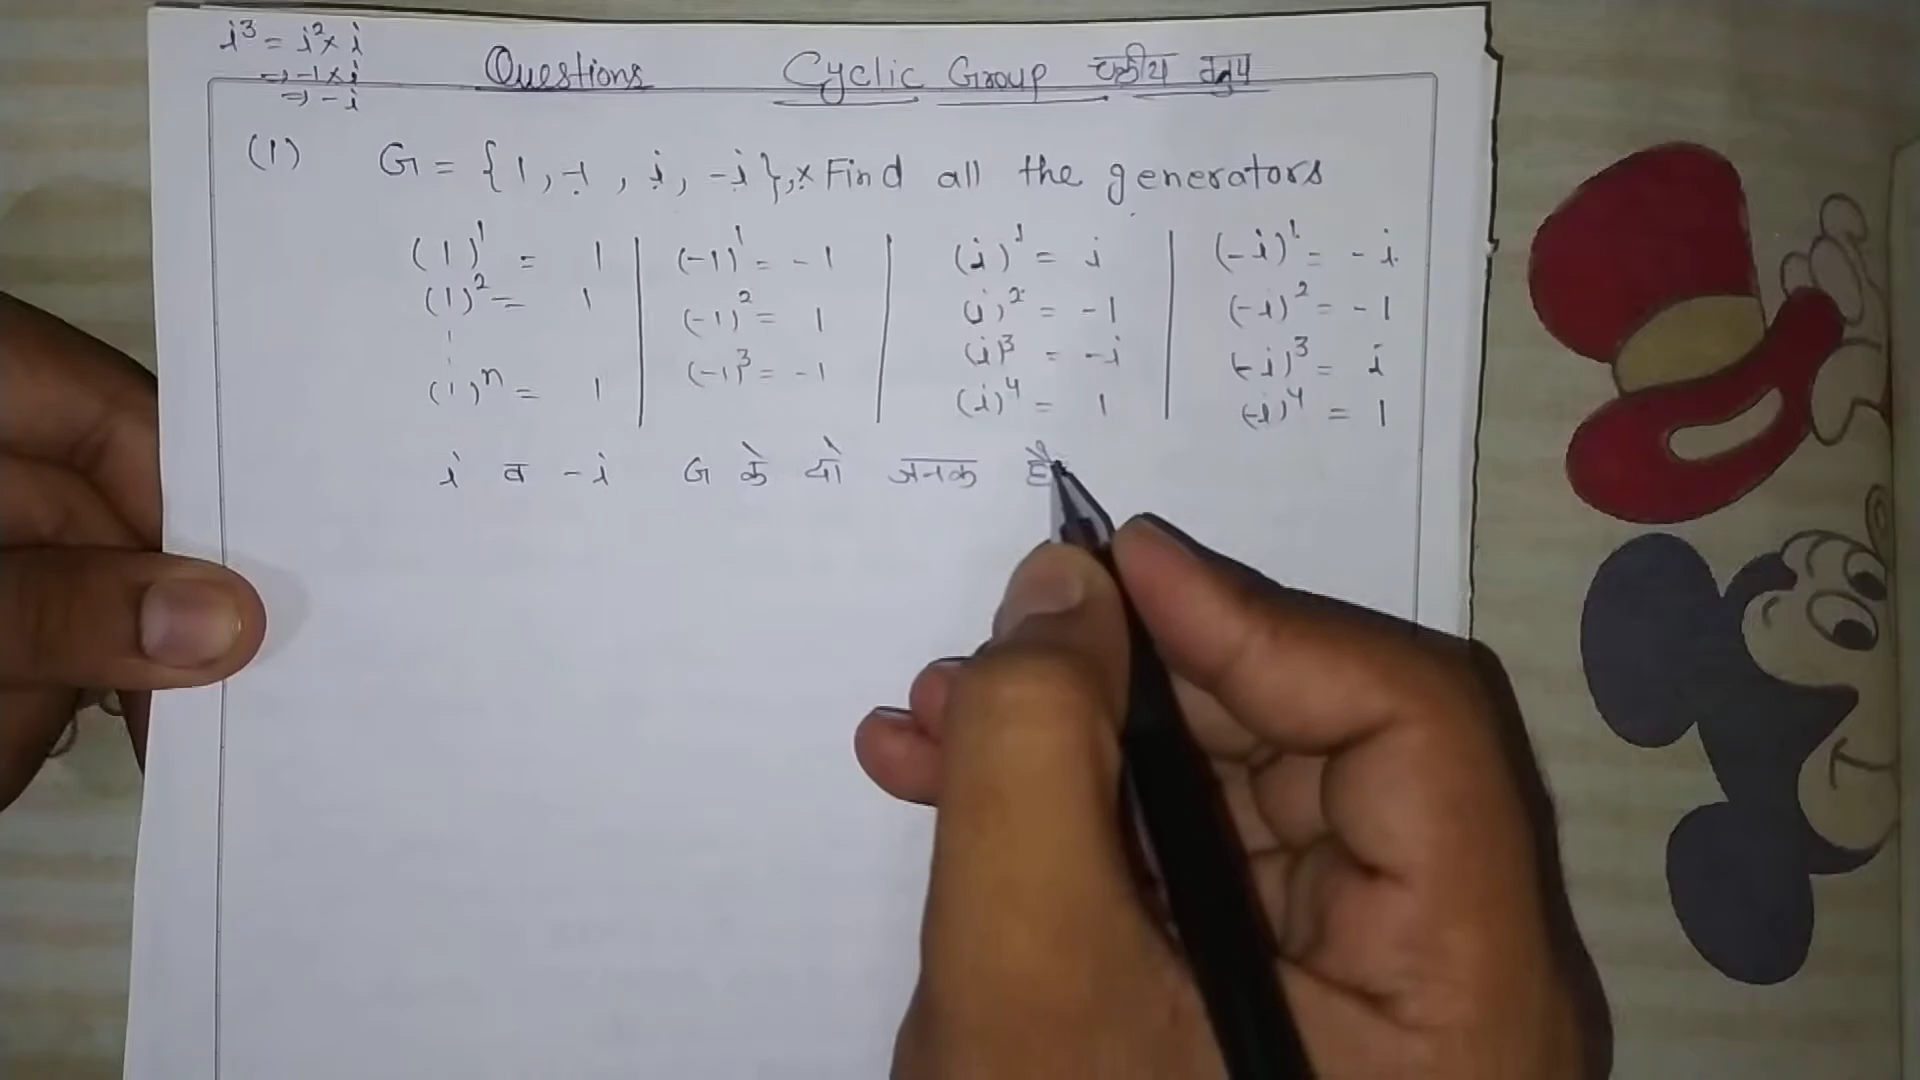 i³ = i² × i
⇒ -1 × i
⇒ - i
Questions Cyclic Group चक्रीय समूह
(1) G = {1, -1, i, -i}, × Find all the generators
(1)¹ = 1 | (-1)¹ = -1 | (i)¹ = i | (-i)¹ = -i
(1)² = 1 | (-1)² = 1 | (i)² = -1 | (-i)² = -1
(-1)³ = -1 | (i)³ = -i | (-i)³ = i
(1)ⁿ = 1 | (i)⁴ = 1 | (-i)⁴ = 1
i व -i G के दो जनक है